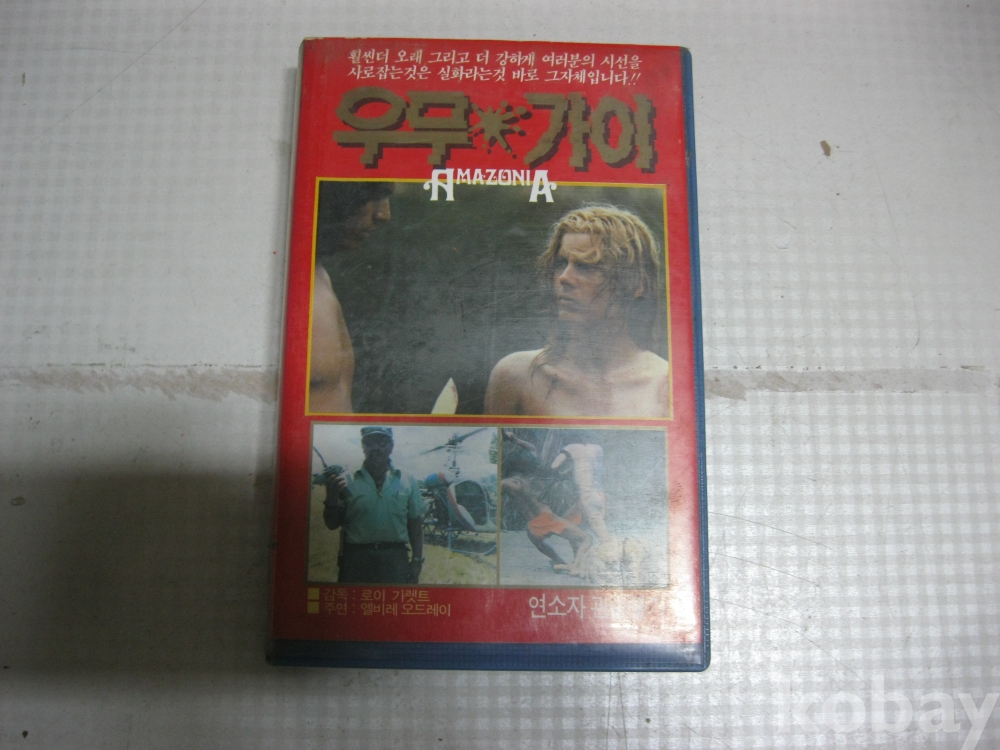 훨씬더 오래 그리고 더 강하게 여러분의 시선을
사로잡는것은 실화라는것 바로 그자체입니다!!
우무 가이
AMAZONIA
감독 : 로이 가렛트
주연 : 엘비레 오드레이
연소자
kobay